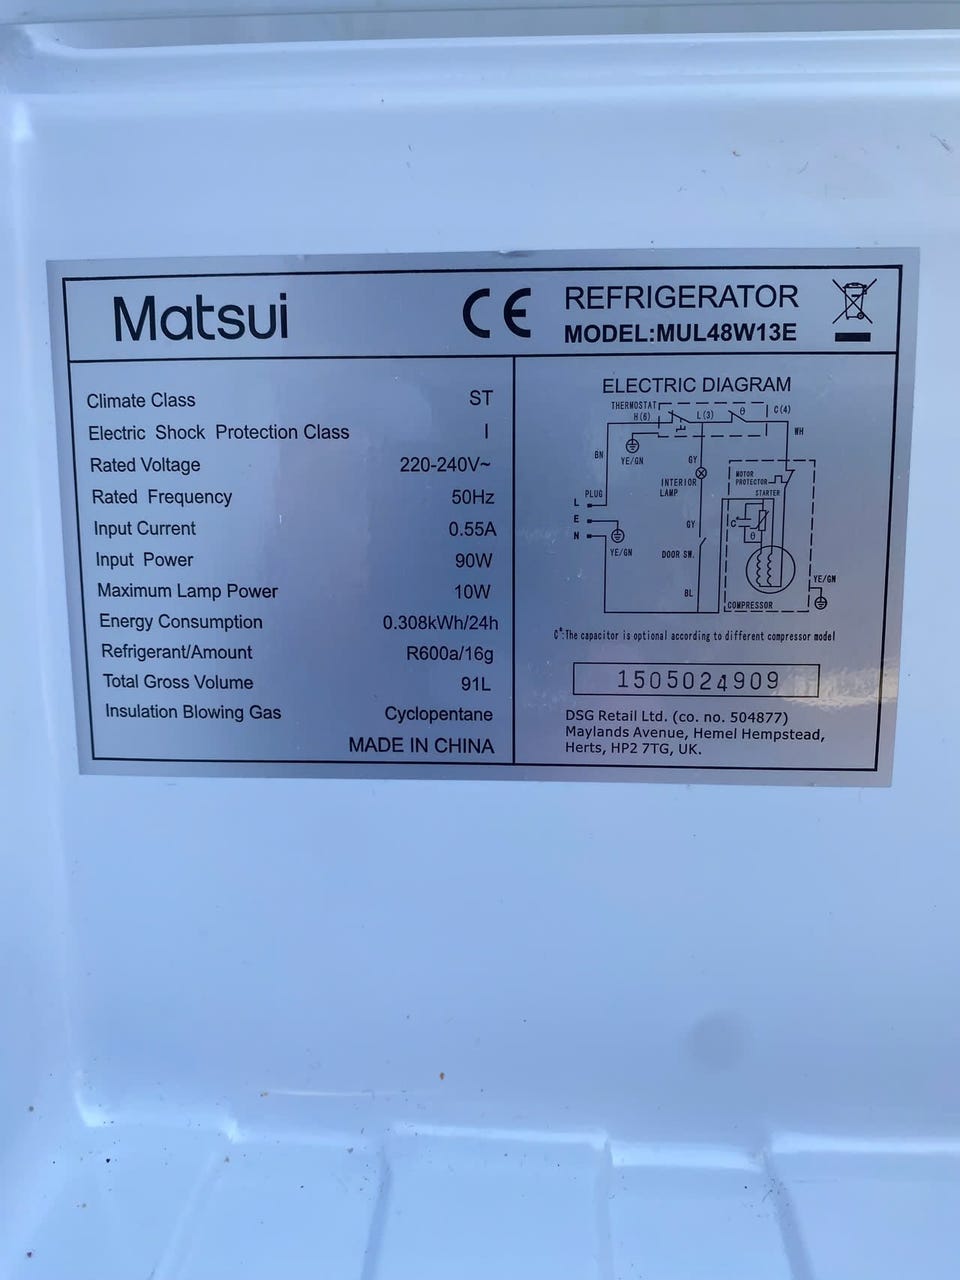 Matsui
CE
REFRIGERATOR
MODEL:MUL48W13E
Climate Class ST
Electric Shock Protection Class I
Rated Voltage 220-240V~
Rated Frequency 50Hz
Input Current 0.55A
Input Power 90W
Maximum Lamp Power 10W
Energy Consumption 0.308kWh/24h
Refrigerant/Amount R600a/16g
Total Gross Volume 91L
Insulation Blowing Gas Cyclopentane
MADE IN CHINA
ELECTRIC DIAGRAM
THERMOSTAT
H(6) L(3) θ C(4)
WH
BN
YE/GN
GY
INTERIOR
LAMP
MOTOR
PROTECTOR
STARTER
PLUG
L
E
N
YE/GN
GY
C*
θ
DOOR SW.
BL
YE/GN
COMPRESSOR
C*:The capacitor is optional according to different compressor model
1505024909
DSG Retail Ltd. (co. no. 504877)
Maylands Avenue, Hemel Hempstead,
Herts, HP2 7TG, UK.